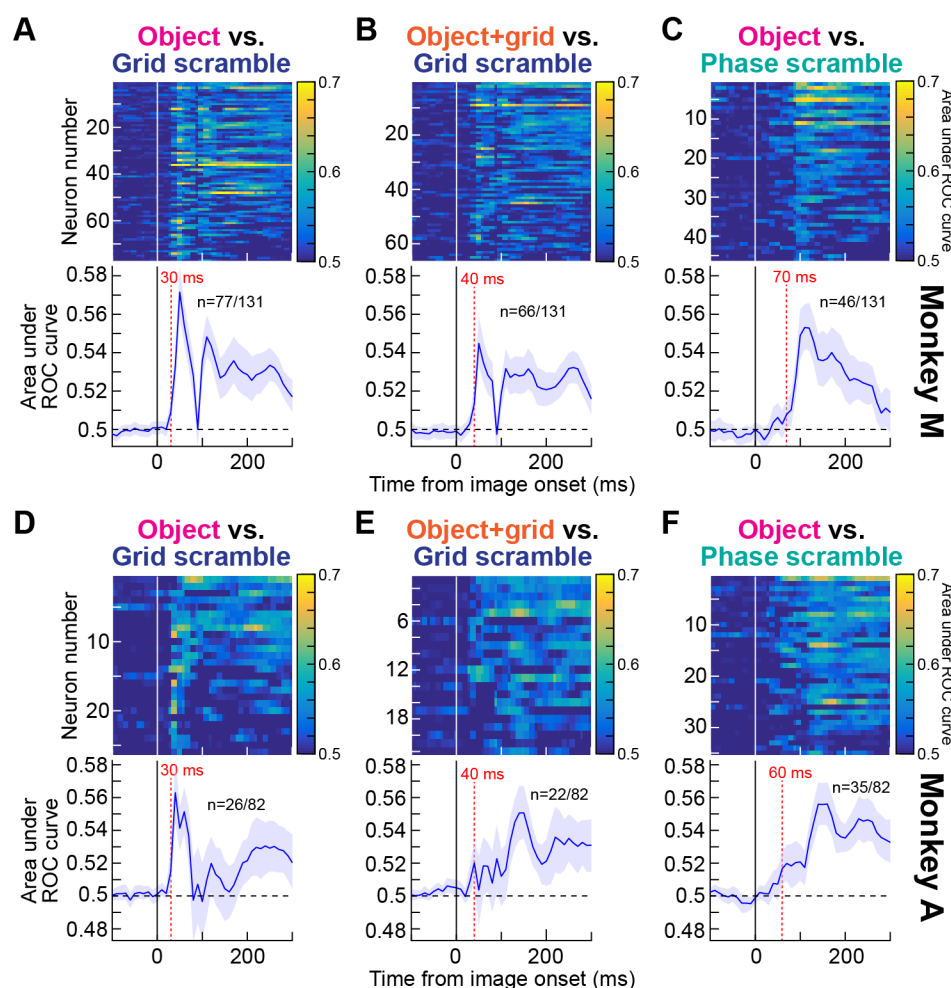 A
Object vs.
Grid scramble
B
Object+grid vs.
Grid scramble
C
Object vs.
Phase scramble
Neuron number
20
40
60
0.7
0.6
0.5
20
40
60
0.7
0.6
0.5
10
20
30
40
0.7
0.6
0.5
Area under ROC curve
Area under
ROC curve
0.58
0.56
0.54
0.52
0.5
30 ms
n=77/131
0
200
40 ms
n=66/131
0
200
0.58
0.56
0.54
0.52
0.5
70 ms
n=46/131
0
200
Time from image onset (ms)
Monkey M
D
Object vs.
Grid scramble
E
Object+grid vs.
Grid scramble
F
Object vs.
Phase scramble
Neuron number
10
20
0.7
0.6
0.5
6
12
18
0.7
0.6
0.5
10
20
30
0.7
0.6
0.5
Area under ROC curve
Area under
ROC curve
0.58
0.56
0.54
0.52
0.5
0.48
30 ms
n=26/82
0
200
0.58
0.56
0.54
0.52
0.5
0.48
40 ms
n=22/82
0
200
0.58
0.56
0.54
0.52
0.5
0.48
60 ms
n=35/82
0
200
Time from image onset (ms)
Monkey A